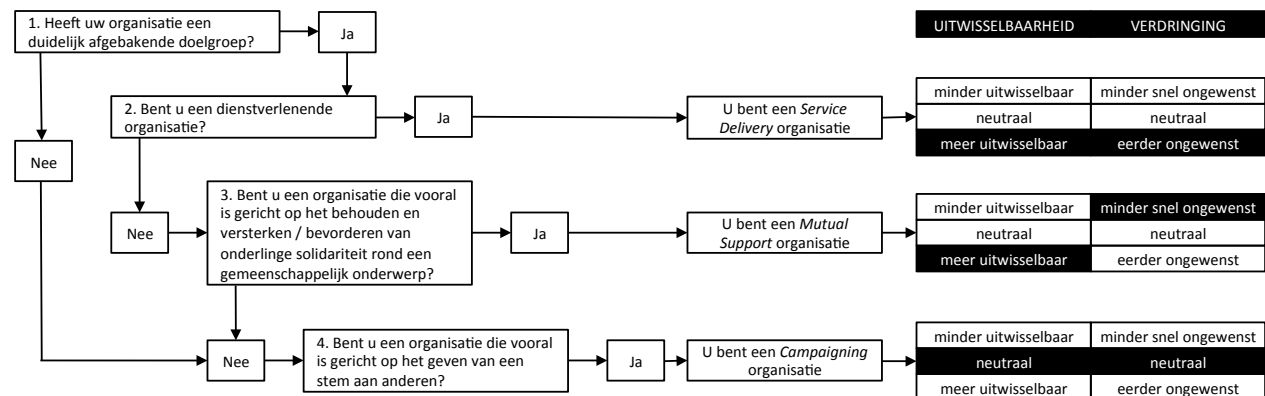 1. Heeft uw organisatie een
duidelijk afgebakende doelgroep?
Ja
UITWISSELBAARHEID VERDRINGING
2. Bent u een dienstverlenende
organisatie?
Ja
U bent een Service
Delivery organisatie
minder uitwisselbaar minder snel ongewenst
neutraal neutraal
meer uitwisselbaar eerder ongewenst
Nee
Nee
3. Bent u een organisatie die vooral
is gericht op het behouden en
versterken / bevorderen van
onderlinge solidariteit rond een
gemeenschappelijk onderwerp?
Ja
U bent een Mutual
Support organisatie
minder uitwisselbaar minder snel ongewenst
neutraal neutraal
meer uitwisselbaar eerder ongewenst
Nee
4. Bent u een organisatie die vooral
is gericht op het geven van een
stem aan anderen?
Ja
U bent een Campaigning
organisatie
minder uitwisselbaar minder snel ongewenst
neutraal neutraal
meer uitwisselbaar eerder ongewenst